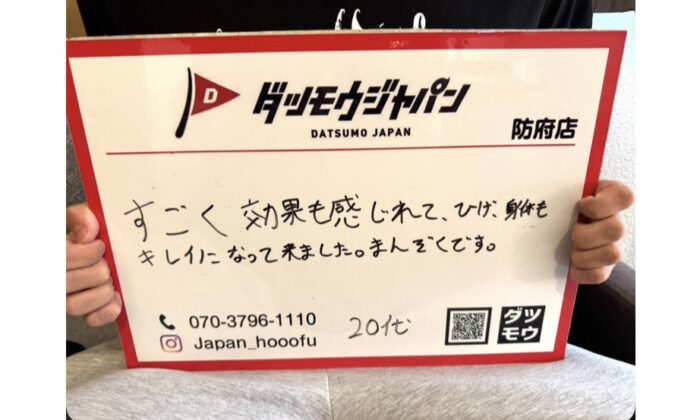 D
ダツモウジャパン
DATSUMO JAPAN
防府店
すごく 効果も感じれて、ひげ、身体も
キレイになって来ました。まんぞくです。
070-3796-1110
Japan_hooofu
20代
ダツ
モウ